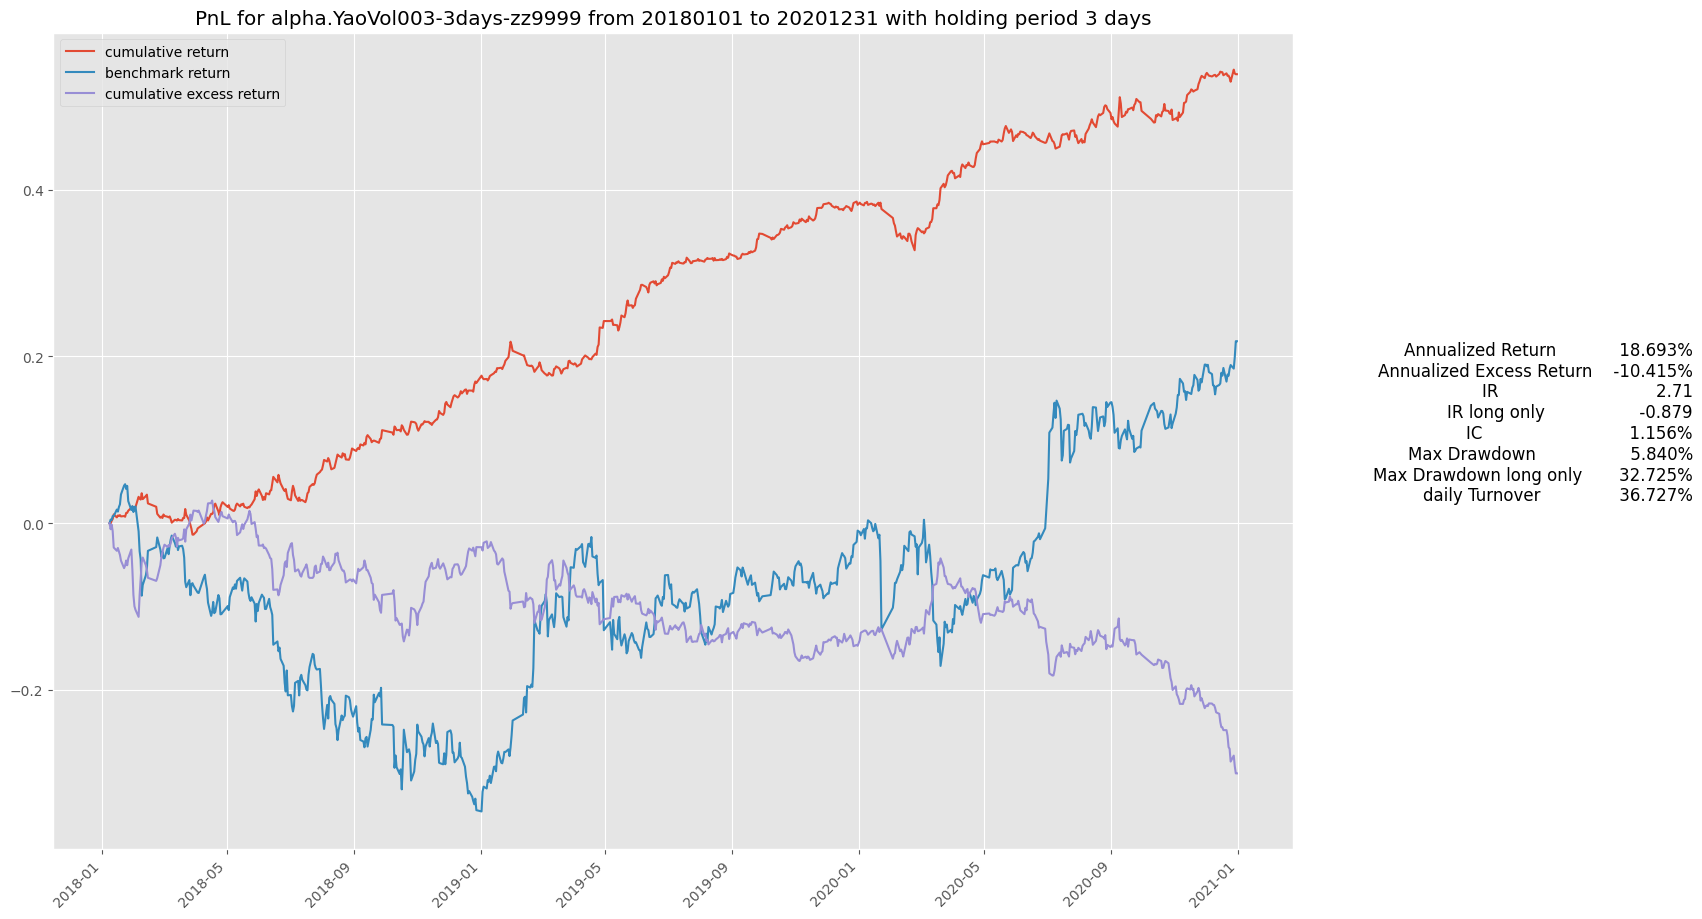 PnL for alpha.YaoVol003-3days-zz9999 from 20180101 to 20201231 with holding period 3 days
cumulative return
benchmark return
cumulative excess return
0.4
0.2
0.0
−0.2
2018-01
2018-05
2018-09
2019-01
2019-05
2019-09
2020-01
2020-05
2020-09
2021-01
Annualized Return 18.693%
Annualized Excess Return -10.415%
IR 2.71
IR long only -0.879
IC 1.156%
Max Drawdown 5.840%
Max Drawdown long only 32.725%
daily Turnover 36.727%